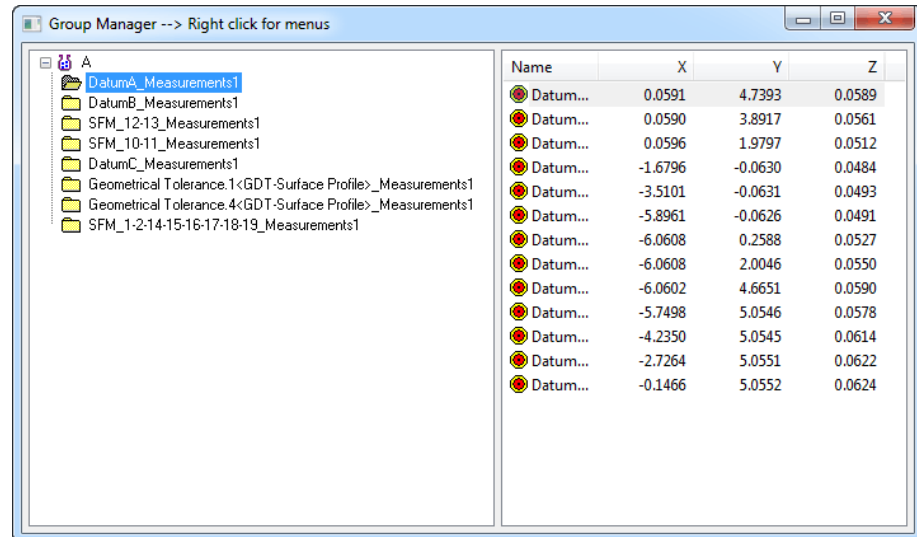 Group Manager --> Right click for menus
A
DatumA_Measurements1
DatumB_Measurements1
SFM_12-13_Measurements1
SFM_10-11_Measurements1
DatumC_Measurements1
Geometrical Tolerance.1<GDT-Surface Profile>_Measurements1
Geometrical Tolerance.4<GDT-Surface Profile>_Measurements1
SFM_1-2-14-15-16-17-18-19_Measurements1
Name X Y Z
Datum... 0.0591 4.7393 0.0589
Datum... 0.0590 3.8917 0.0561
Datum... 0.0596 1.9797 0.0512
Datum... -1.6796 -0.0630 0.0484
Datum... -3.5101 -0.0631 0.0493
Datum... -5.8961 -0.0626 0.0491
Datum... -6.0608 0.2588 0.0527
Datum... -6.0608 2.0046 0.0550
Datum... -6.0602 4.6651 0.0590
Datum... -5.7498 5.0546 0.0578
Datum... -4.2350 5.0545 0.0614
Datum... -2.7264 5.0551 0.0622
Datum... -0.1466 5.0552 0.0624